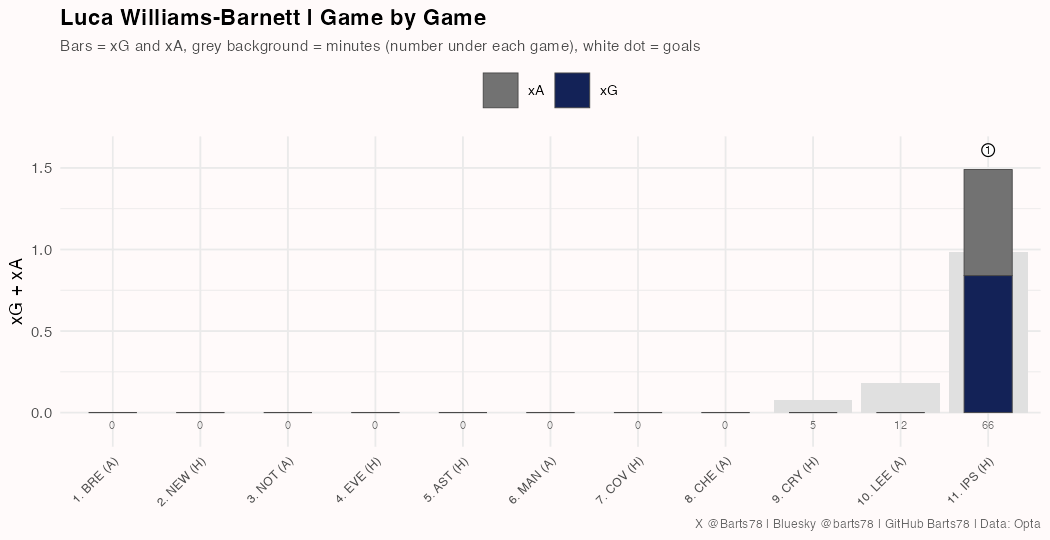 Luca Williams-Barnett | Game by Game
Bars = xG and xA, grey background = minutes (number under each game), white dot = goals
xA xG
1
1.5
1.0
0.5
0.0
xG + xA
0 0 0 0 0 0 0 0 5 12 66
1. BRE (A)
2. NEW (H)
3. NOT (A)
4. EVE (H)
5. AST (H)
6. MAN (A)
7. COV (H)
8. CHE (A)
9. CRY (H)
10. LEE (A)
11. IPS (H)
X @Barts78 | Bluesky @barts78 | GitHub Barts78 | Data: Opta